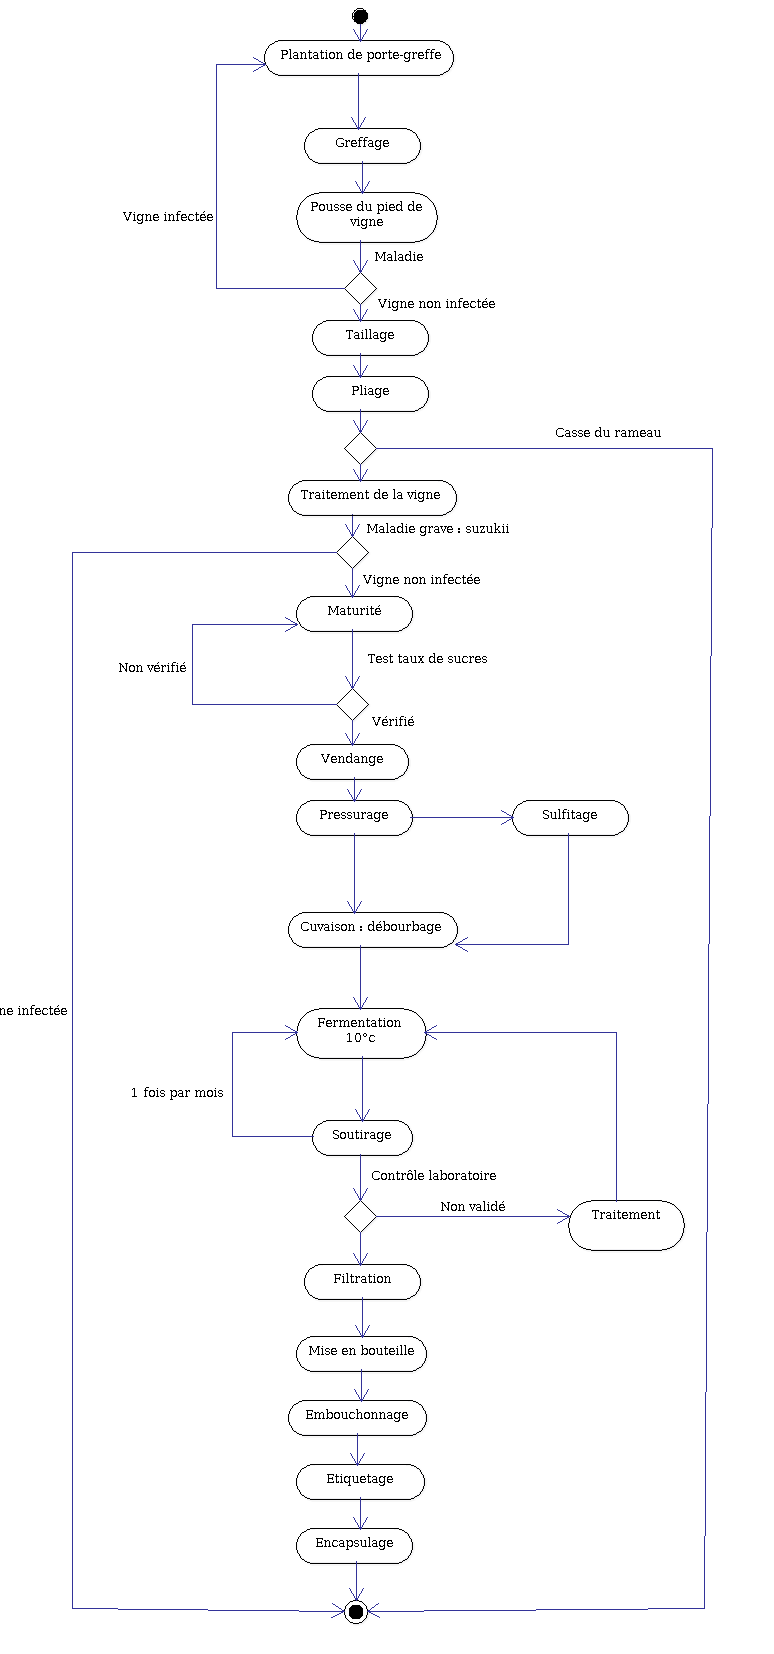 Plantation de porte-greffe
Greffage
Pousse du pied de
vigne
Vigne infectée
Maladie
Vigne non infectée
Taillage
Pliage
Casse du rameau
Traitement de la vigne
Maladie grave : suzukii
Vigne non infectée
Maturité
Test taux de sucres
Non vérifié
Vérifié
Vendange
Pressurage
Sulfitage
Cuvaison : débourbage
ne infectée
Fermentation
10°c
1 fois par mois
Soutirage
Contrôle laboratoire
Non validé
Traitement
Filtration
Mise en bouteille
Embouchonnage
Etiquetage
Encapsulage